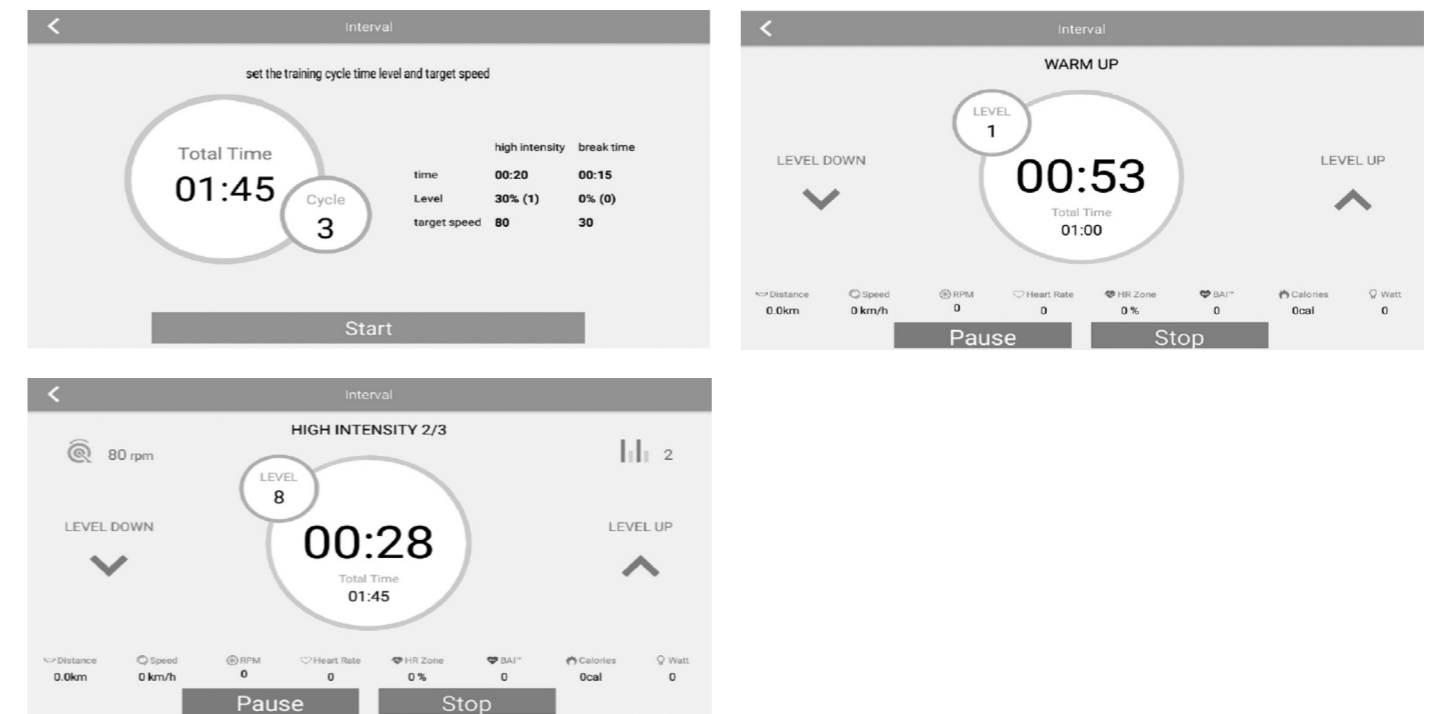 Interval
set the training cycle time level and target speed
Total Time
01:45
Cycle
3
high intensity break time
time 00:20 00:15
Level 30% (1) 0% (0)
target speed 80 30
Start
Interval
WARM UP
LEVEL
1
LEVEL DOWN
LEVEL UP
00:53
Total Time
01:00
Distance Speed RPM Heart Rate HR Zone BAI™ Calories Watt
0.0km 0 km/h 0 0 0 % 0 0cal 0
Pause Stop
Interval
HIGH INTENSITY 2/3
80 rpm
2
LEVEL
8
LEVEL DOWN
LEVEL UP
00:28
Total Time
01:45
Distance Speed RPM Heart Rate HR Zone BAI™ Calories Watt
0.0km 0 km/h 0 0 0 % 0 0cal 0
Pause Stop